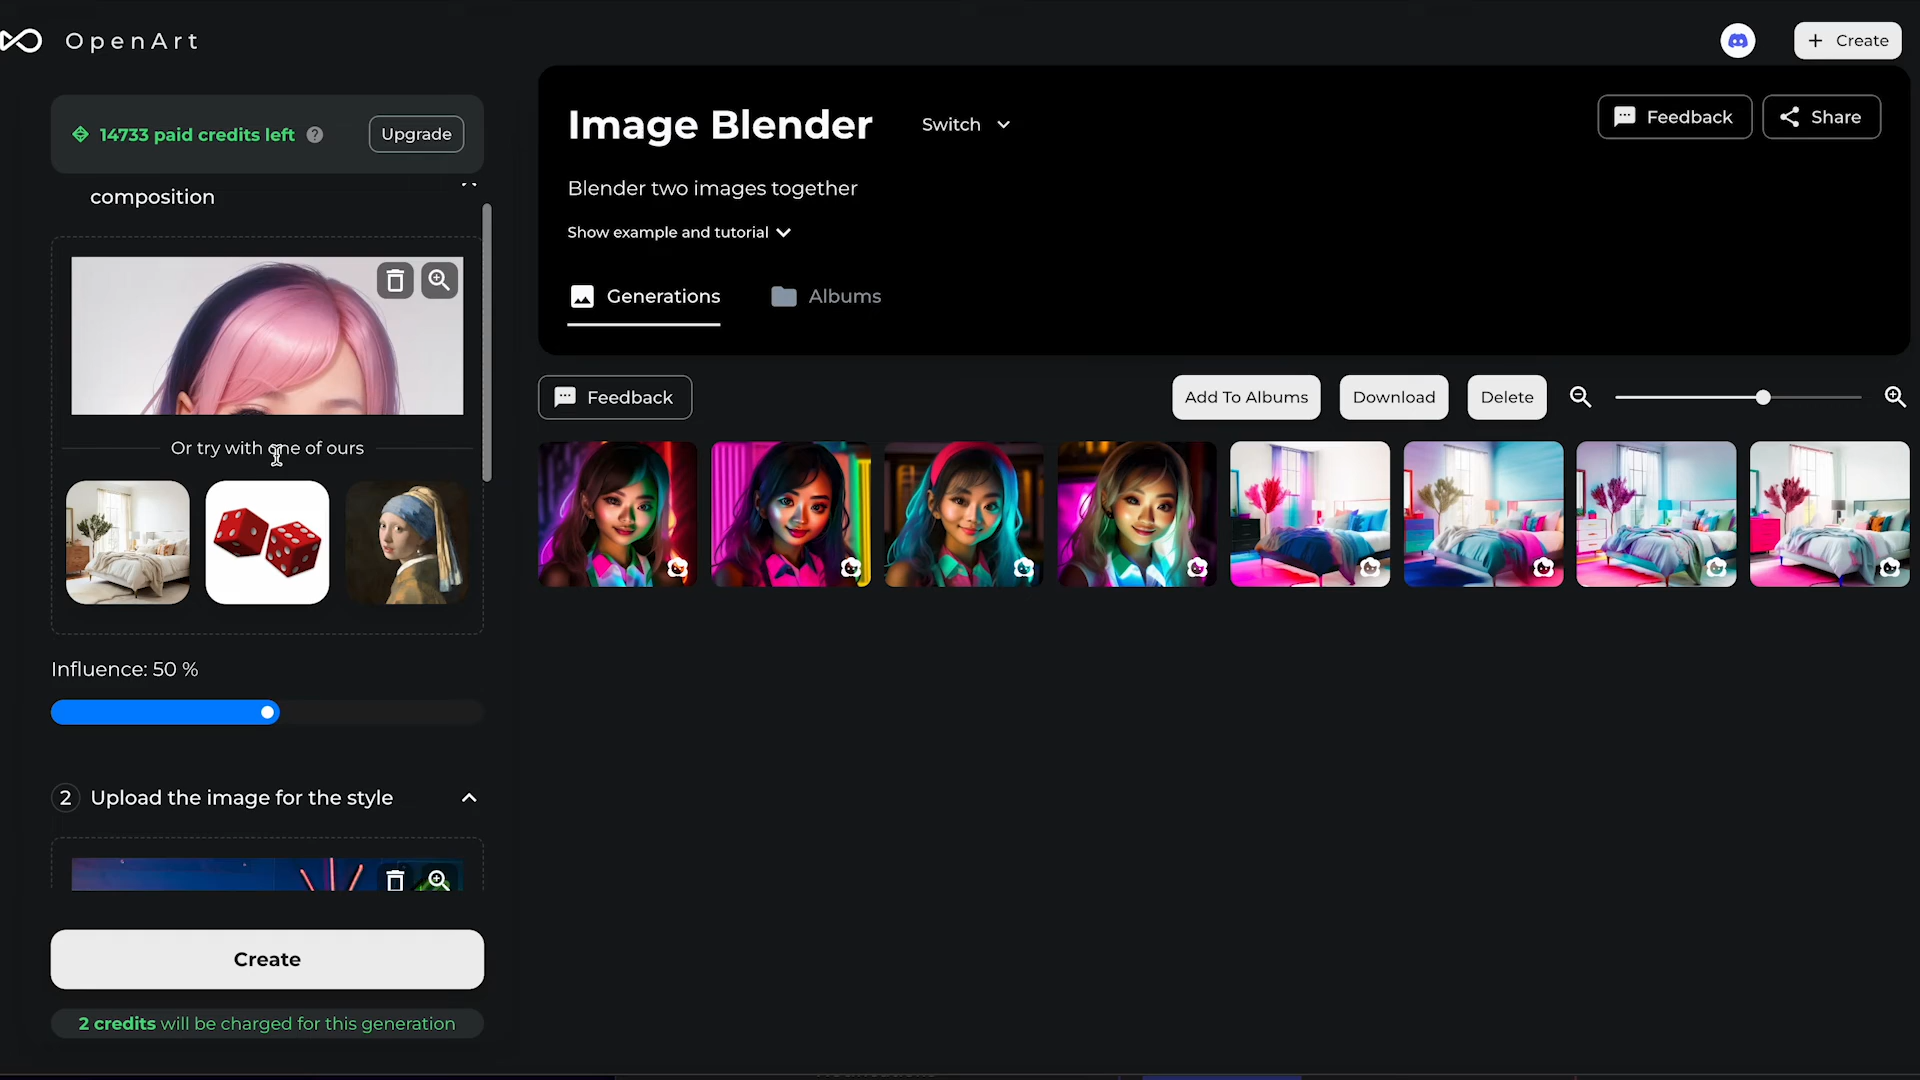 OpenArt
+ Create
14733 paid credits left ?
Upgrade
composition
Or try with one of ours
Influence: 50 %
2 Upload the image for the style
Create
2 credits will be charged for this generation
Image Blender
Switch
Feedback
Share
Blender two images together
Show example and tutorial
Generations
Albums
Feedback
Add To Albums
Download
Delete